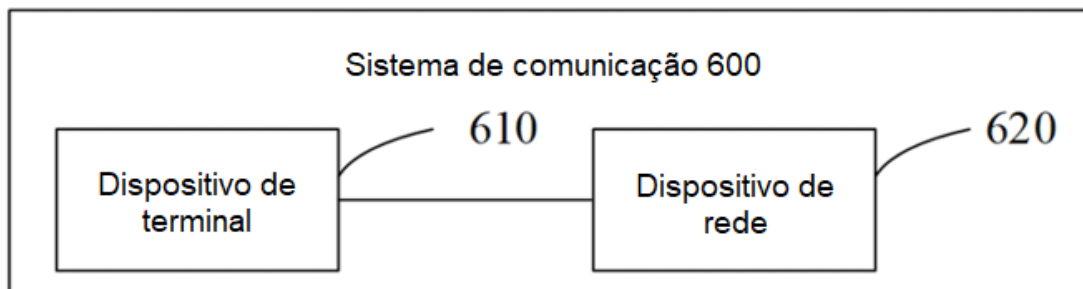 Sistema de comunicação 600
610
620
Dispositivo de
terminal
Dispositivo de
rede